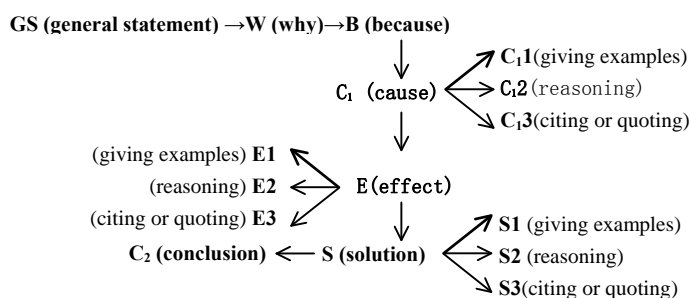 GS (general statement) →W (why)→B (because)
C₁1(giving examples)
C₁ (cause) C₁2(reasoning)
C₁3(citing or quoting)
(giving examples) E1
(reasoning) E2 E(effect)
(citing or quoting) E3
S1 (giving examples)
C₂ (conclusion) ← S (solution) S2 (reasoning)
S3(citing or quoting)